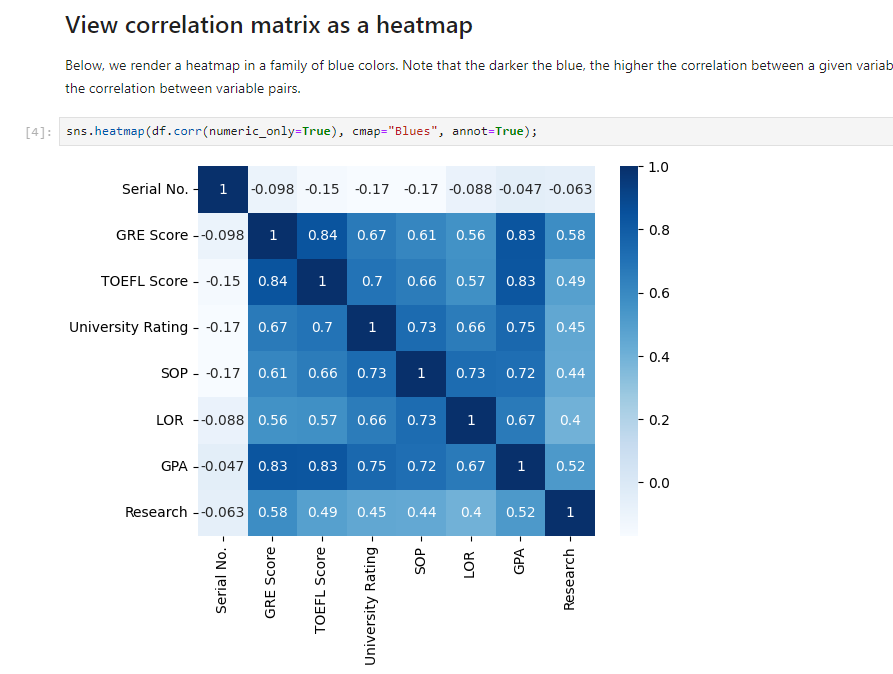 View correlation matrix as a heatmap
Below, we render a heatmap in a family of blue colors. Note that the darker the blue, the higher the correlation between a given
the correlation between variable pairs.
[4]: sns.heatmap(df.corr(numeric_only=True), cmap="Blues", annot=True);
Serial No. 1 -0.098 -0.15 -0.17 -0.17 -0.088 -0.047 -0.063
GRE Score -0.098 1 0.84 0.67 0.61 0.56 0.83 0.58
TOEFL Score -0.15 0.84 1 0.7 0.66 0.57 0.83 0.49
University Rating -0.17 0.67 0.7 1 0.73 0.66 0.75 0.45
SOP -0.17 0.61 0.66 0.73 1 0.73 0.72 0.44
LOR -0.088 0.56 0.57 0.66 0.73 1 0.67 0.4
GPA -0.047 0.83 0.83 0.75 0.72 0.67 1 0.52
Research -0.063 0.58 0.49 0.45 0.44 0.4 0.52 1
Serial No.
GRE Score
TOEFL Score
University Rating
SOP
LOR
GPA
Research
1.0
0.8
0.6
0.4
0.2
0.0